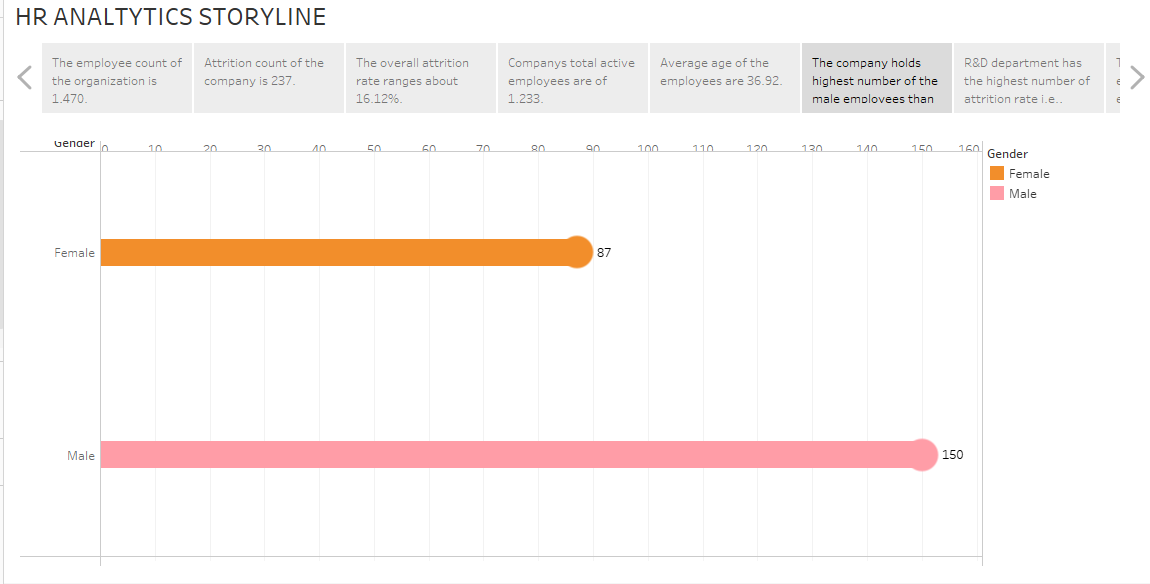 HR ANALTYTICS STORYLINE
The employee count of
the organization is
1.470.
Attrition count of the
company is 237.
The overall attrition
rate ranges about
16.12%.
Companys total active
employees are of
1.233.
Average age of the
employees are 36.92.
The company holds
highest number of the
male employees than
R&D department has
the highest number of
attrition rate i.e..
Gender
0 10 20 30 40 50 60 70 80 90 100 110 120 130 140 150 160
Gender
Female
Male
Female
87
Male
150